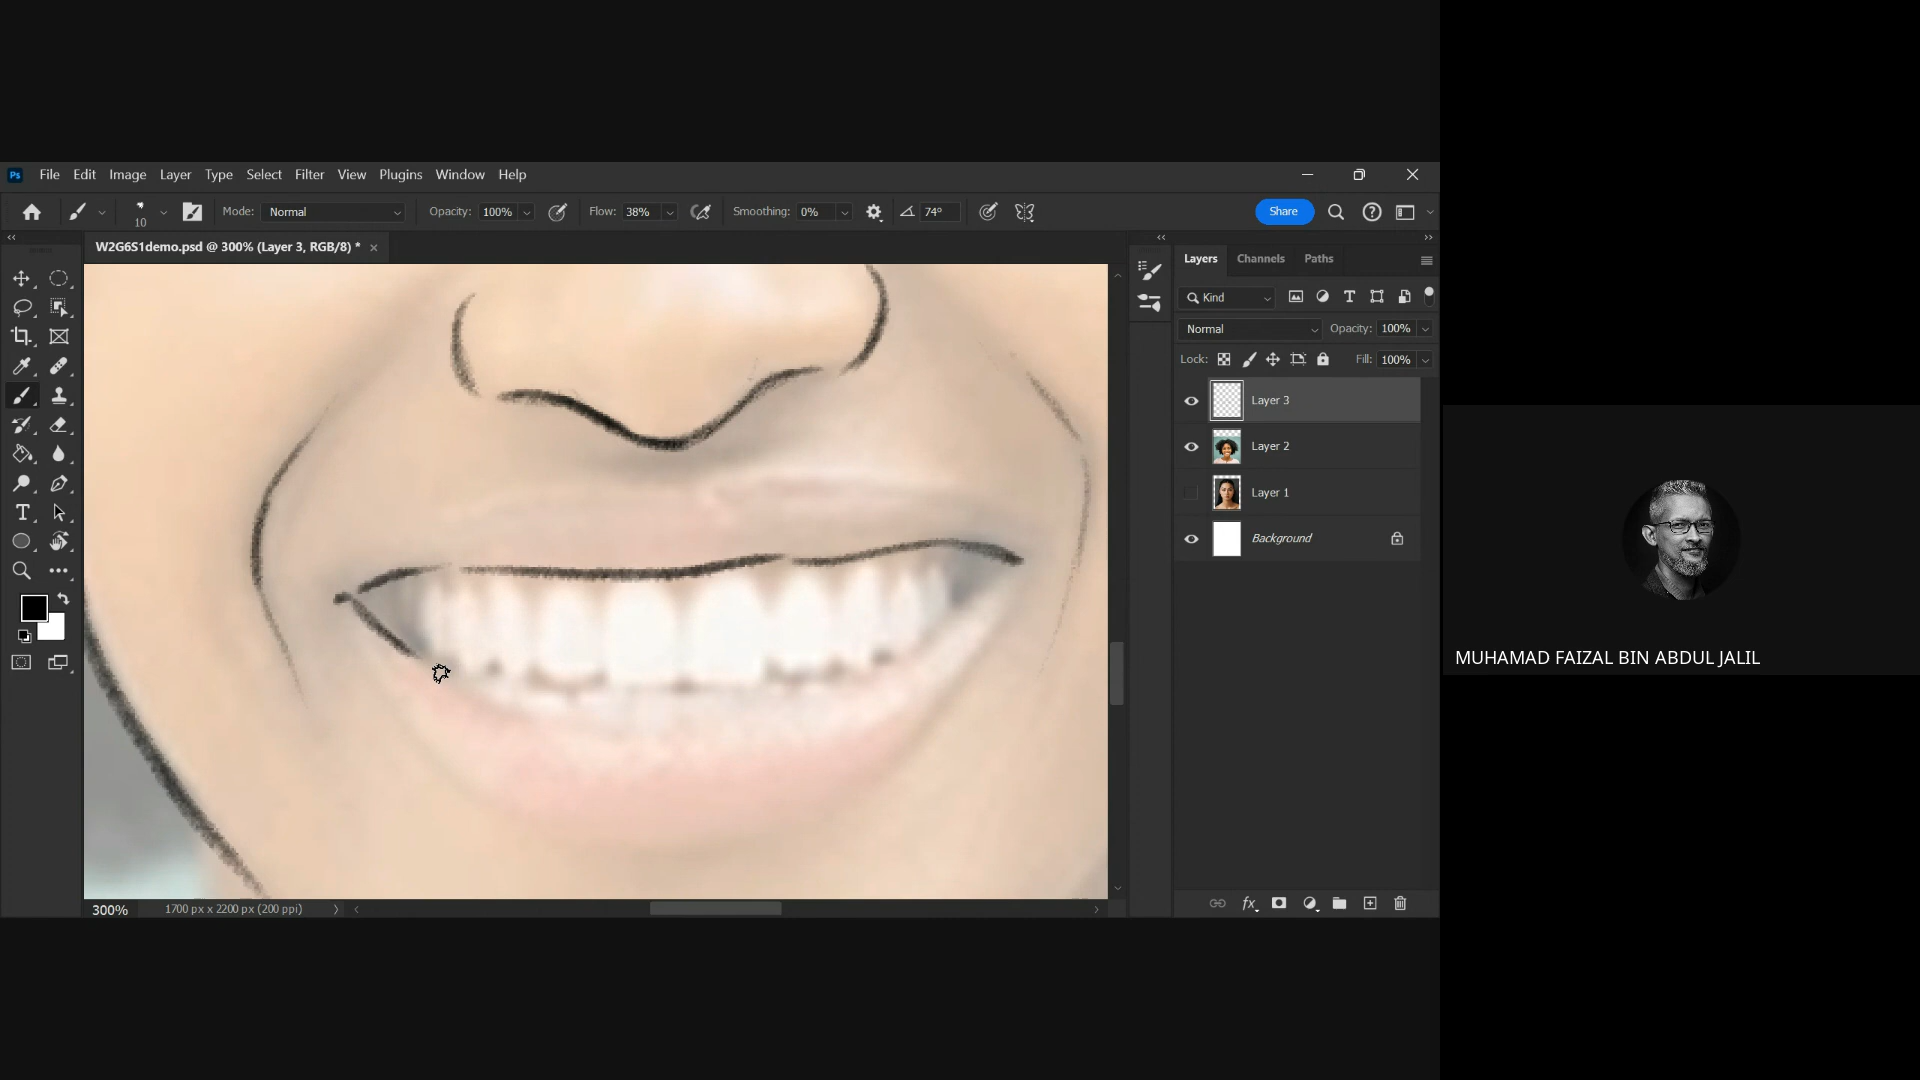 Ps File Edit Image Layer Type Select Filter View Plugins Window Help
10 Mode: Normal Opacity: 100% Flow: 38% Smoothing: 0% 74° Share
W2G6S1demo.psd @ 300% (Layer 3, RGB/8) *
Layers Channels Paths
Kind
Normal Opacity: 100%
Lock: Fill: 100%
Layer 3
Layer 2
Layer 1
Background
MUHAMAD FAIZAL BIN ABDUL JALIL
300% 1700 px x 2200 px (200 ppi)